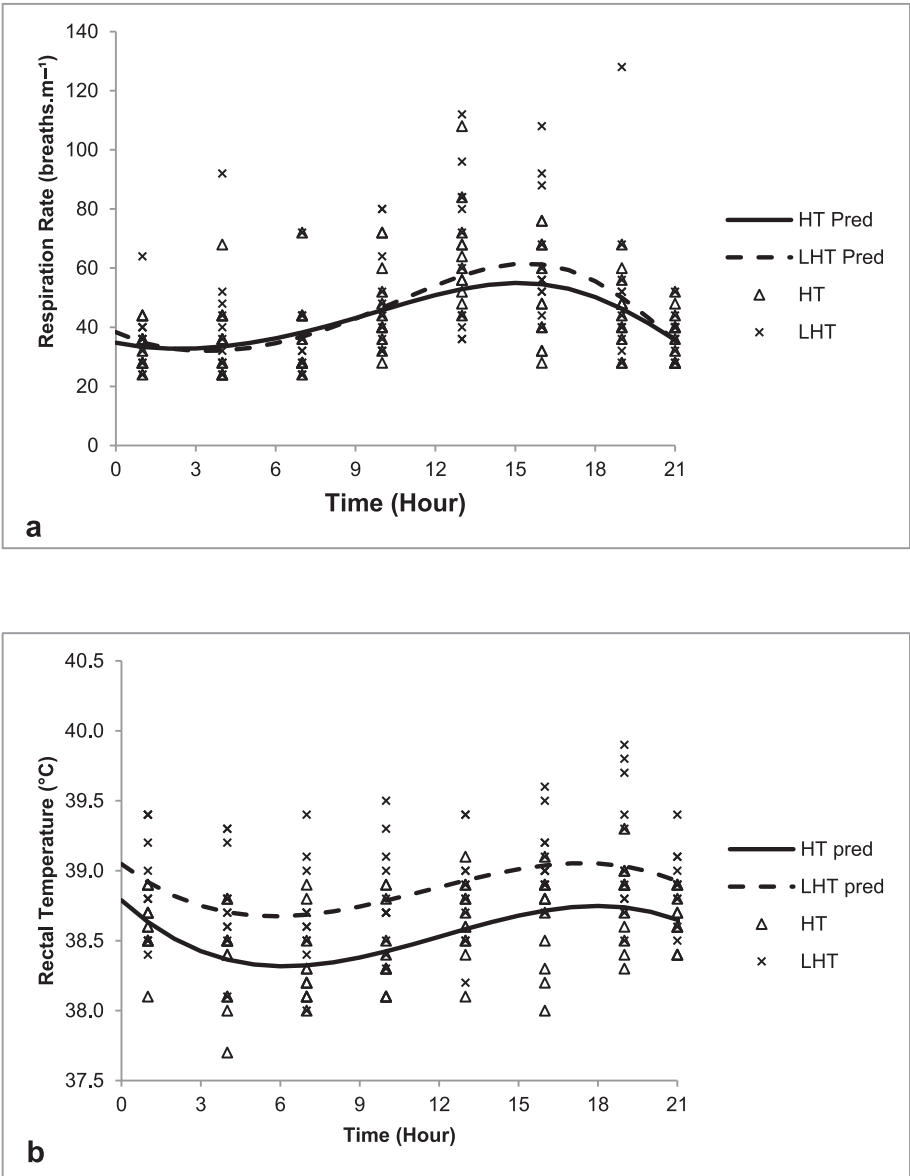 140
120
100
80
60
40
20
0
Respiration Rate (breaths.m−¹)
0 3 6 9 12 15 18 21
Time (Hour)
HT Pred
LHT Pred
HT
LHT
a
40.5
40.0
39.5
39.0
38.5
38.0
37.5
Rectal Temperature (°C)
0 3 6 9 12 15 18 21
Time (Hour)
HT pred
LHT pred
HT
LHT
b